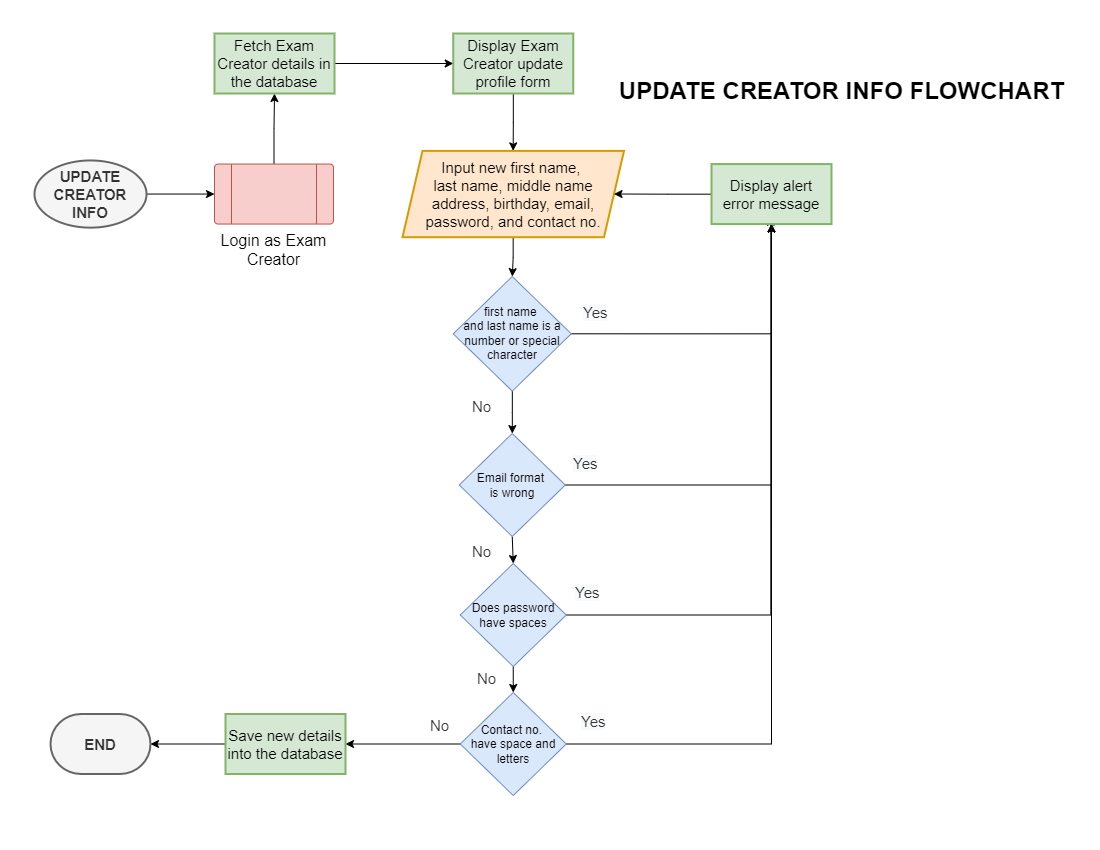 UPDATE CREATOR INFO FLOWCHART
UPDATE
CREATOR
INFO
Login as Exam
Creator
Fetch Exam
Creator details in
the database
Display Exam
Creator update
profile form
Input new first name,
last name, middle name
address, birthday, email,
password, and contact no.
Display alert
error message
first name
and last name is a
number or special
character
Yes
No
Email format
is wrong
Yes
No
Does password
have spaces
Yes
No
Contact no.
have space and
letters
Yes
No
Save new details
into the database
END